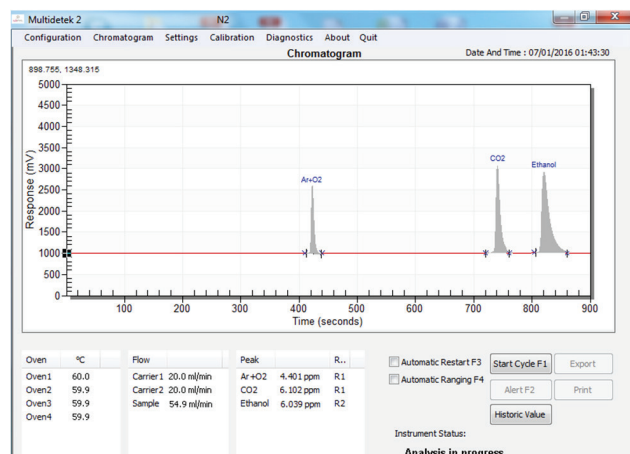 Multidetek 2 N2
Configuration Chromatogram Settings Calibration Diagnostics About Quit
Chromatogram
Date And Time : 07/01/2016 01:43:30
898.755, 1348.315
Response (mV)
5000
4500
4000
3500
3000
2500
2000
1500
1000
500
0
Ar+O2
CO2
Ethanol
100 200 300 400 500 600 700 800 900
Time (seconds)
Oven °C
Oven1 60.0
Oven2 59.9
Oven3 59.9
Oven4 59.9
Flow
Carrier1 20.0 ml/min
Carrier2 20.0 ml/min
Sample 54.9 ml/min
Peak R..
Ar+O2 4.401 ppm R1
CO2 6.102 ppm R1
Ethanol 6.039 ppm R2
Automatic Restart F3
Automatic Ranging F4
Start Cycle F1
Export
Alert F2
Print
Historic Value
Instrument Status:
Analysis in progress